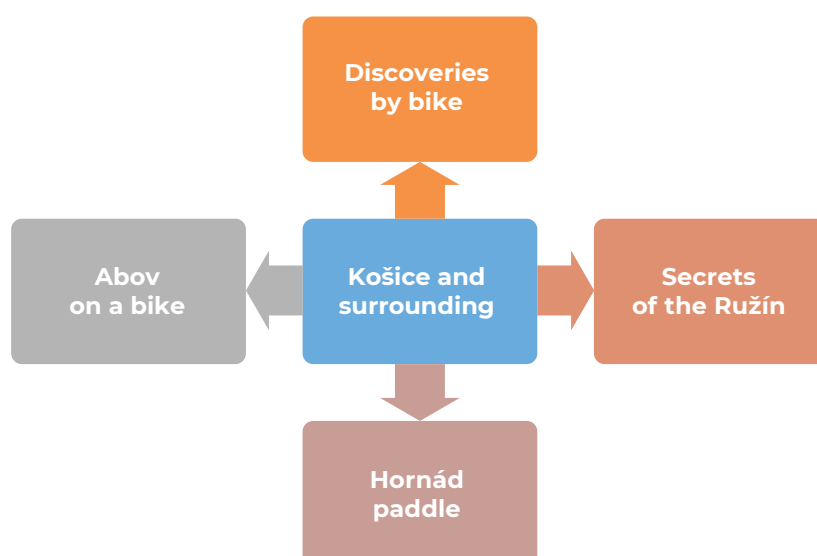 Discoveries
by bike
Abov
on a bike
Košice and
surrounding
Secrets
of the Ružín
Hornád
paddle